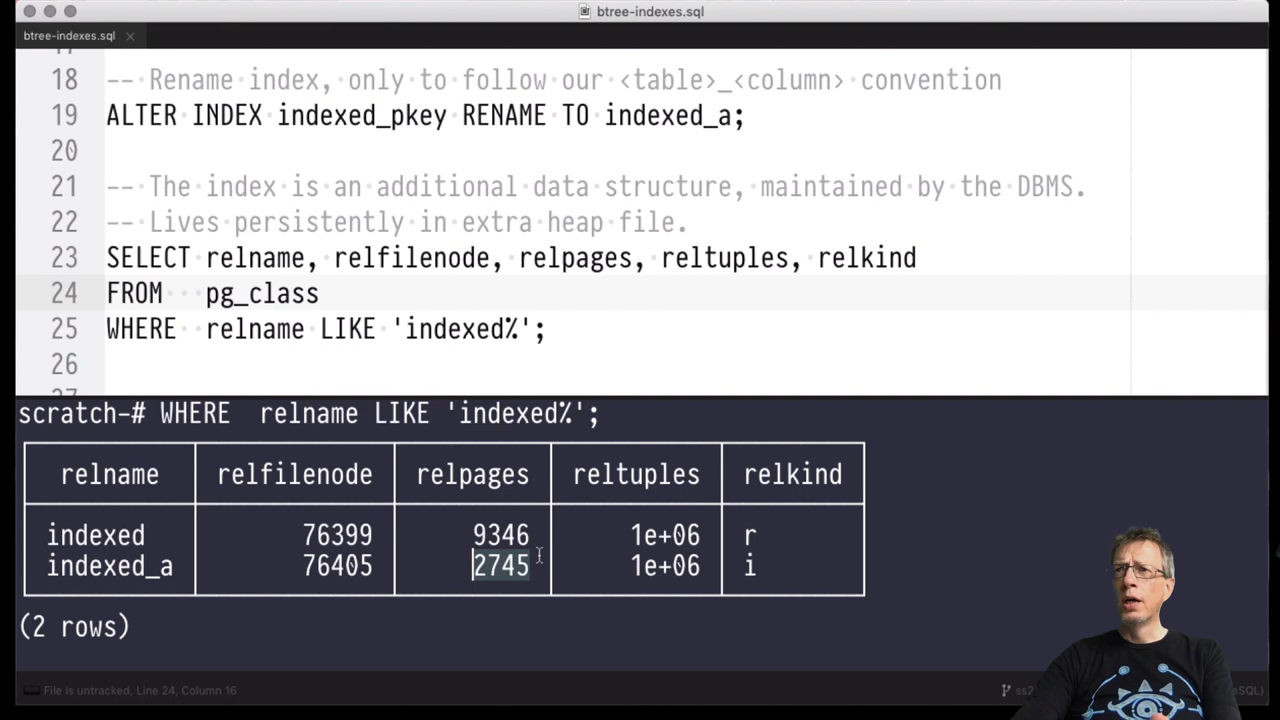 btree-indexes.sql
btree-indexes.sql
18 -- Rename index, only to follow our <table>_<column> convention
19 ALTER INDEX indexed_pkey RENAME TO indexed_a;
20
21 -- The index is an additional data structure, maintained by the DBMS.
22 -- Lives persistently in extra heap file.
23 SELECT relname, relfilenode, relpages, reltuples, relkind
24 FROM pg_class
25 WHERE relname LIKE 'indexed%';
26
scratch-# WHERE relname LIKE 'indexed%';
relname relfilenode relpages reltuples relkind
indexed 76399 9346 1e+06 r
indexed_a 76405 2745 1e+06 i
(2 rows)
File is untracked, Line 24, Column 16